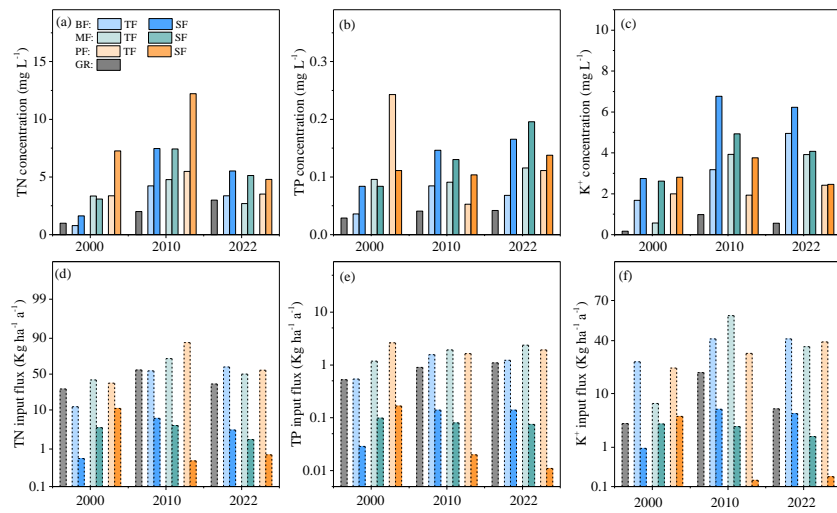 (a)
BF: TF SF
MF: TF SF
PF: TF SF
GR:
TN concentration (mg L⁻¹)
15
10
5
0
2000 2010 2022
(b)
TP concentration (mg L⁻¹)
0.3
0.2
0.1
0.0
2000 2010 2022
(c)
K⁺ concentration (mg L⁻¹)
10
8
6
4
2
0
2000 2010 2022
(d)
TN input flux (Kg ha⁻¹ a⁻¹)
99
90
50
10
1
0.1
2000 2010 2022
(e)
TP input flux (Kg ha⁻¹ a⁻¹)
10
1
0.1
0.01
2000 2010 2022
(f)
K⁺ input flux (Kg ha⁻¹ a⁻¹)
70
40
10
1
0.1
2000 2010 2022